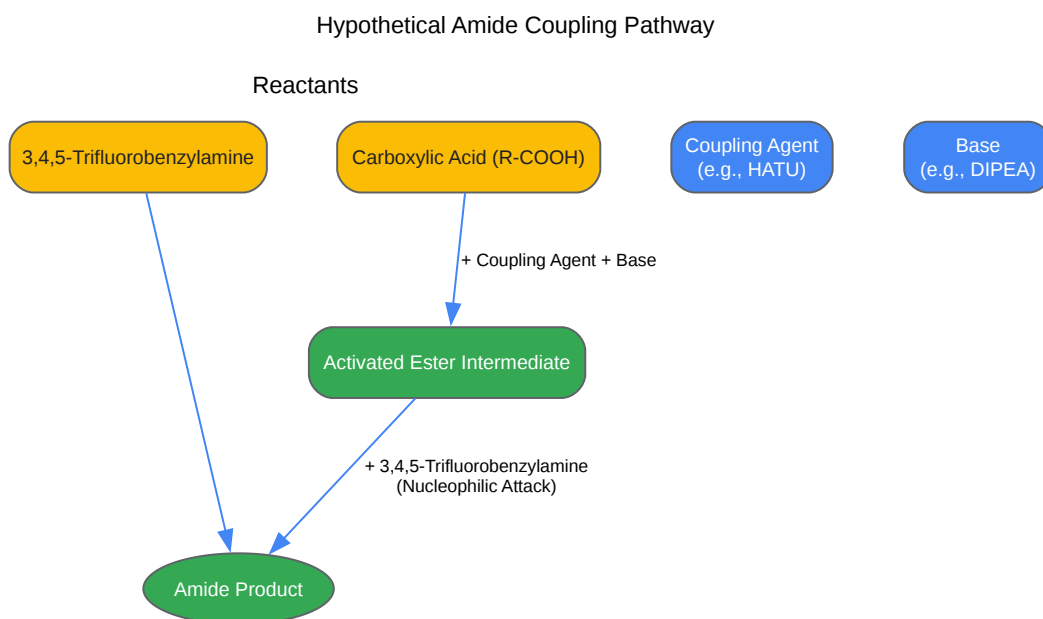 Hypothetical Amide Coupling Pathway
Reactants
3,4,5-Trifluorobenzylamine
Carboxylic Acid (R-COOH)
Coupling Agent
(e.g., HATU)
Base
(e.g., DIPEA)
+ Coupling Agent + Base
Activated Ester Intermediate
+ 3,4,5-Trifluorobenzylamine
(Nucleophilic Attack)
Amide Product